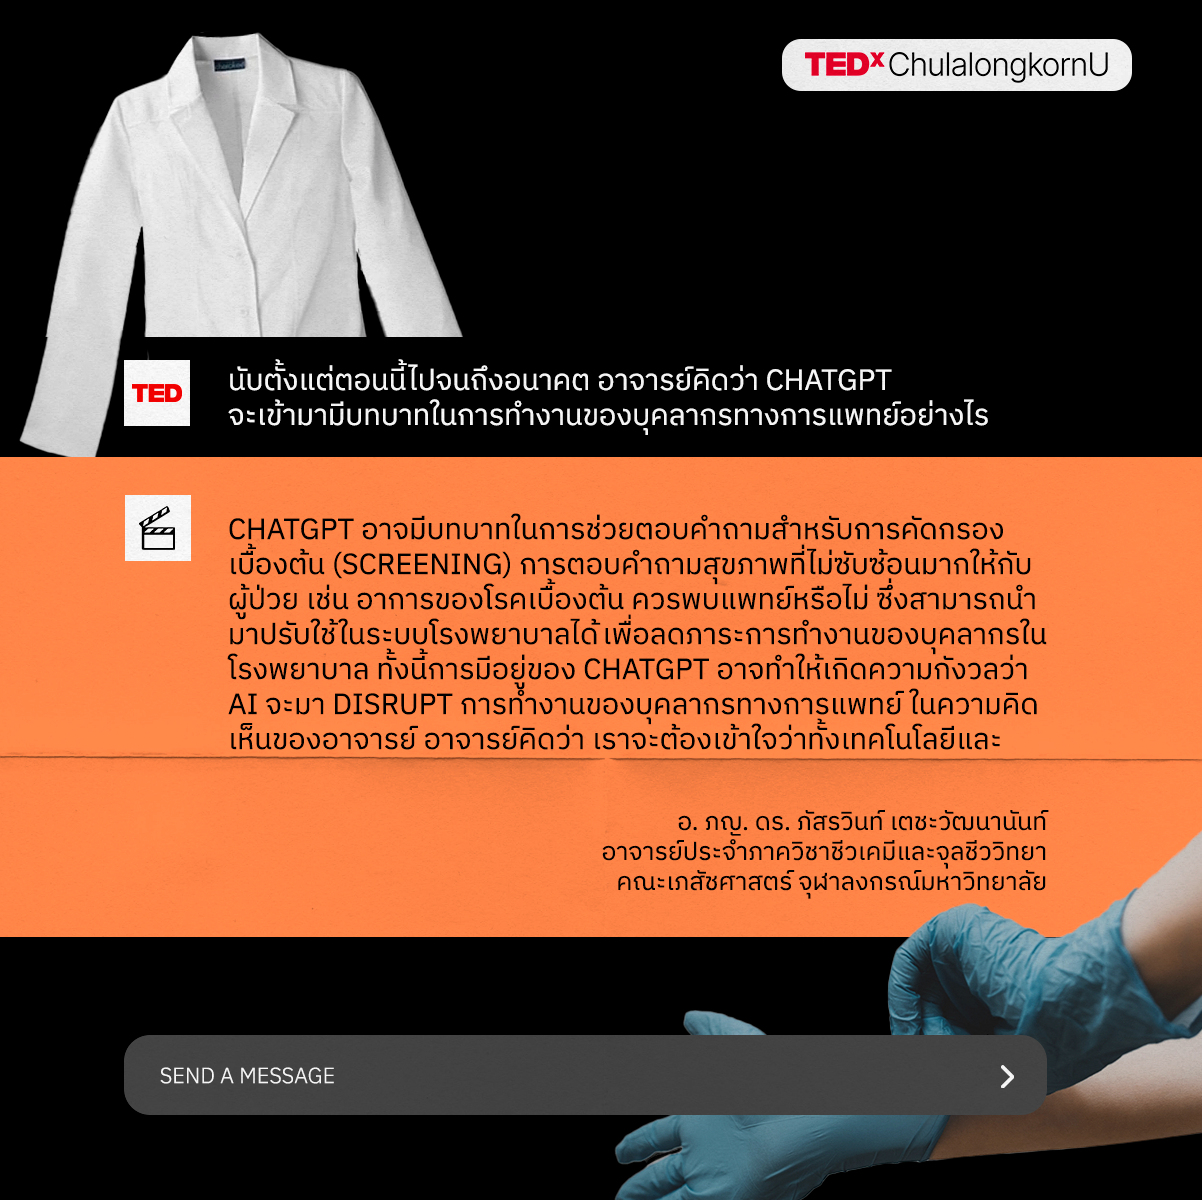 TEDxChulalongkornU
TED
นับตั้งแต่ตอนนี้ไปจนถึงอนาคต อาจารย์คิดว่า CHATGPT
จะเข้ามามีบทบาทในการทำงานของบุคลากรทางการแพทย์อย่างไร
CHATGPT อาจมีบทบาทในการช่วยตอบคำถามสำหรับการคัดกรอง
เบื้องต้น (SCREENING) การตอบคำถามสุขภาพที่ไม่ซับซ้อนมากให้กับ
ผู้ป่วย เช่น อาการของโรคเบื้องต้น ควรพบแพทย์หรือไม่ ซึ่งสามารถนำ
มาปรับใช้ในระบบโรงพยาบาลได้ เพื่อลดภาระการทำงานของบุคลากรใน
โรงพยาบาล ทั้งนี้การมีอยู่ของ CHATGPT อาจทำให้เกิดความกังวลว่า
AI จะมา DISRUPT การทำงานของบุคลากรทางการแพทย์ ในความคิด
เห็นของอาจารย์ อาจารย์คิดว่า เราจะต้องเข้าใจว่าทั้งเทคโนโลยีและ
อ. ภญ. ดร. ภัสรวินท์ เตชะวัฒนานันท์
อาจารย์ประจำภาควิชาชีวเคมีและจุลชีววิทยา
คณะเภสัชศาสตร์ จุฬาลงกรณ์มหาวิทยาลัย
SEND A MESSAGE